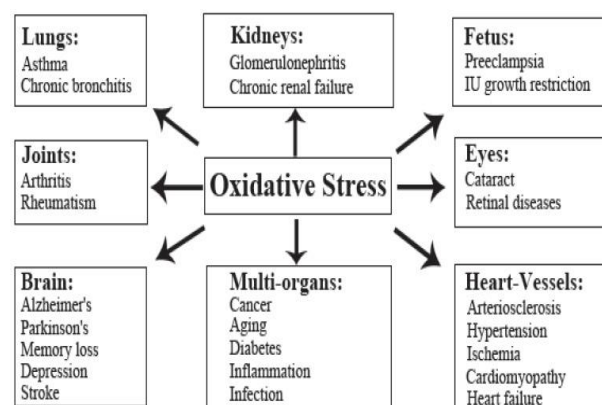 Lungs:
Asthma
Chronic bronchitis
Kidneys:
Glomerulonephritis
Chronic renal failure
Fetus:
Preeclampsia
IU growth restriction
Joints:
Arthritis
Rheumatism
Oxidative Stress
Eyes:
Cataract
Retinal diseases
Brain:
Alzheimer's
Parkinson's
Memory loss
Depression
Stroke
Multi-organs:
Cancer
Aging
Diabetes
Inflammation
Infection
Heart-Vessels:
Arteriosclerosis
Hypertension
Ischemia
Cardiomyopathy
Heart failure